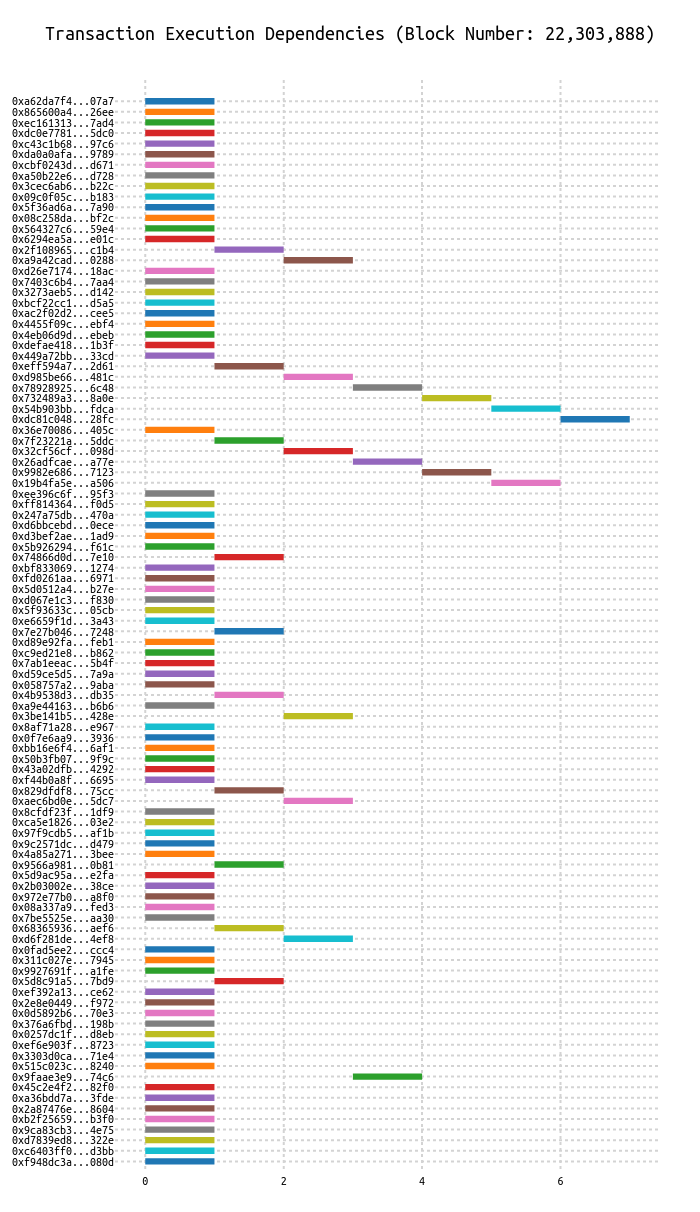 Transaction Execution Dependencies (Block Number: 22,303,888)
0xa62da7f4...07a7
0x865600a4...26ee
0xec161313...7ad4
0xdc0e7781...5dc0
0xc43c1b68...97c6
0xda0a0afa...9789
0xcbf0243d...d671
0xa50b22e6...d728
0x3cec6ab6...b22c
0x09c0f05c...b183
0x5f36ad6a...7a90
0x08c258da...bf2c
0x564327c6...59e4
0x6294ea5a...e01c
0x2f108965...c1b4
0xa9a42cad...0288
0xd26e7174...18ac
0x7403c6b4...7aa4
0x3273aeb5...d142
0xbcf22cc1...d5a5
0xac2f02d2...cee5
0x4455f09c...ebf4
0x4eb06d9d...ebeb
0xdefae418...1b3f
0x449a72bb...33cd
0xeff594a7...2d61
0xd985be66...481c
0x78928925...6c48
0x732489a3...8a0e
0x54b903bb...fdca
0xdc81c048...28fc
0x36e70086...405c
0x7f23221a...5ddc
0x32cf56cf...098d
0x26adfcae...a77e
0x9982e686...7123
0x19b4fa5e...a506
0xee396c6f...95f3
0xff814364...f0d5
0x247a75db...470a
0xd6bbcebd...0ece
0xd3bef2ae...1ad9
0x5b926294...f61c
0x74866d0d...7e10
0xbf833069...1274
0xfd0261aa...6971
0x5d0512a4...b27e
0xd067e1c3...f830
0x5f93633c...05cb
0xe6659f1d...3a43
0x7e27b046...7248
0xd89e92fa...feb1
0xc9ed21e8...b862
0x7ab1eeac...5b4f
0xd59ce5d5...7a9a
0x058757a2...9aba
0x4b9538d3...db35
0xa9e44163...b6b6
0x3be141b5...428e
0x8af71a28...e967
0x0f7e6aa9...3936
0xbb16e6f4...6af1
0x50b3fb07...9f9c
0x43a02dfb...4292
0xf44b0a8f...6695
0x829dfdf8...75cc
0xaec6bd0e...5dc7
0x8cfdf23f...1df9
0xca5e1826...03e2
0x97f9cdb5...af1b
0x9c2571dc...d479
0x4a85a271...3bee
0x9566a981...0b81
0x5d9ac95a...e2fa
0x2b03002e...38ce
0x972e77b0...a8f0
0x08a337a9...fed3
0x7be5525e...aa30
0x68365936...aef6
0xd6f281de...4ef8
0x0fad5ee2...ccc4
0x311c027e...7945
0x9927691f...a1fe
0x5d8c91a5...7bd9
0xef392a13...ce62
0x2e8e0449...f972
0x0d5892b6...70e3
0x376a6fbd...198b
0x0257dc1f...d8eb
0xef6e903f...8723
0x3303d0ca...71e4
0x515c023c...8240
0x9faae3e9...74c6
0x45c2e4f2...82f0
0xa36bdd7a...3fde
0x2a87476e...8604
0xb2f25659...b3f0
0x9ca83cb3...4e75
0xd7839ed8...322e
0xc6403ff0...d3bb
0xf948dc3a...080d
0 2 4 6